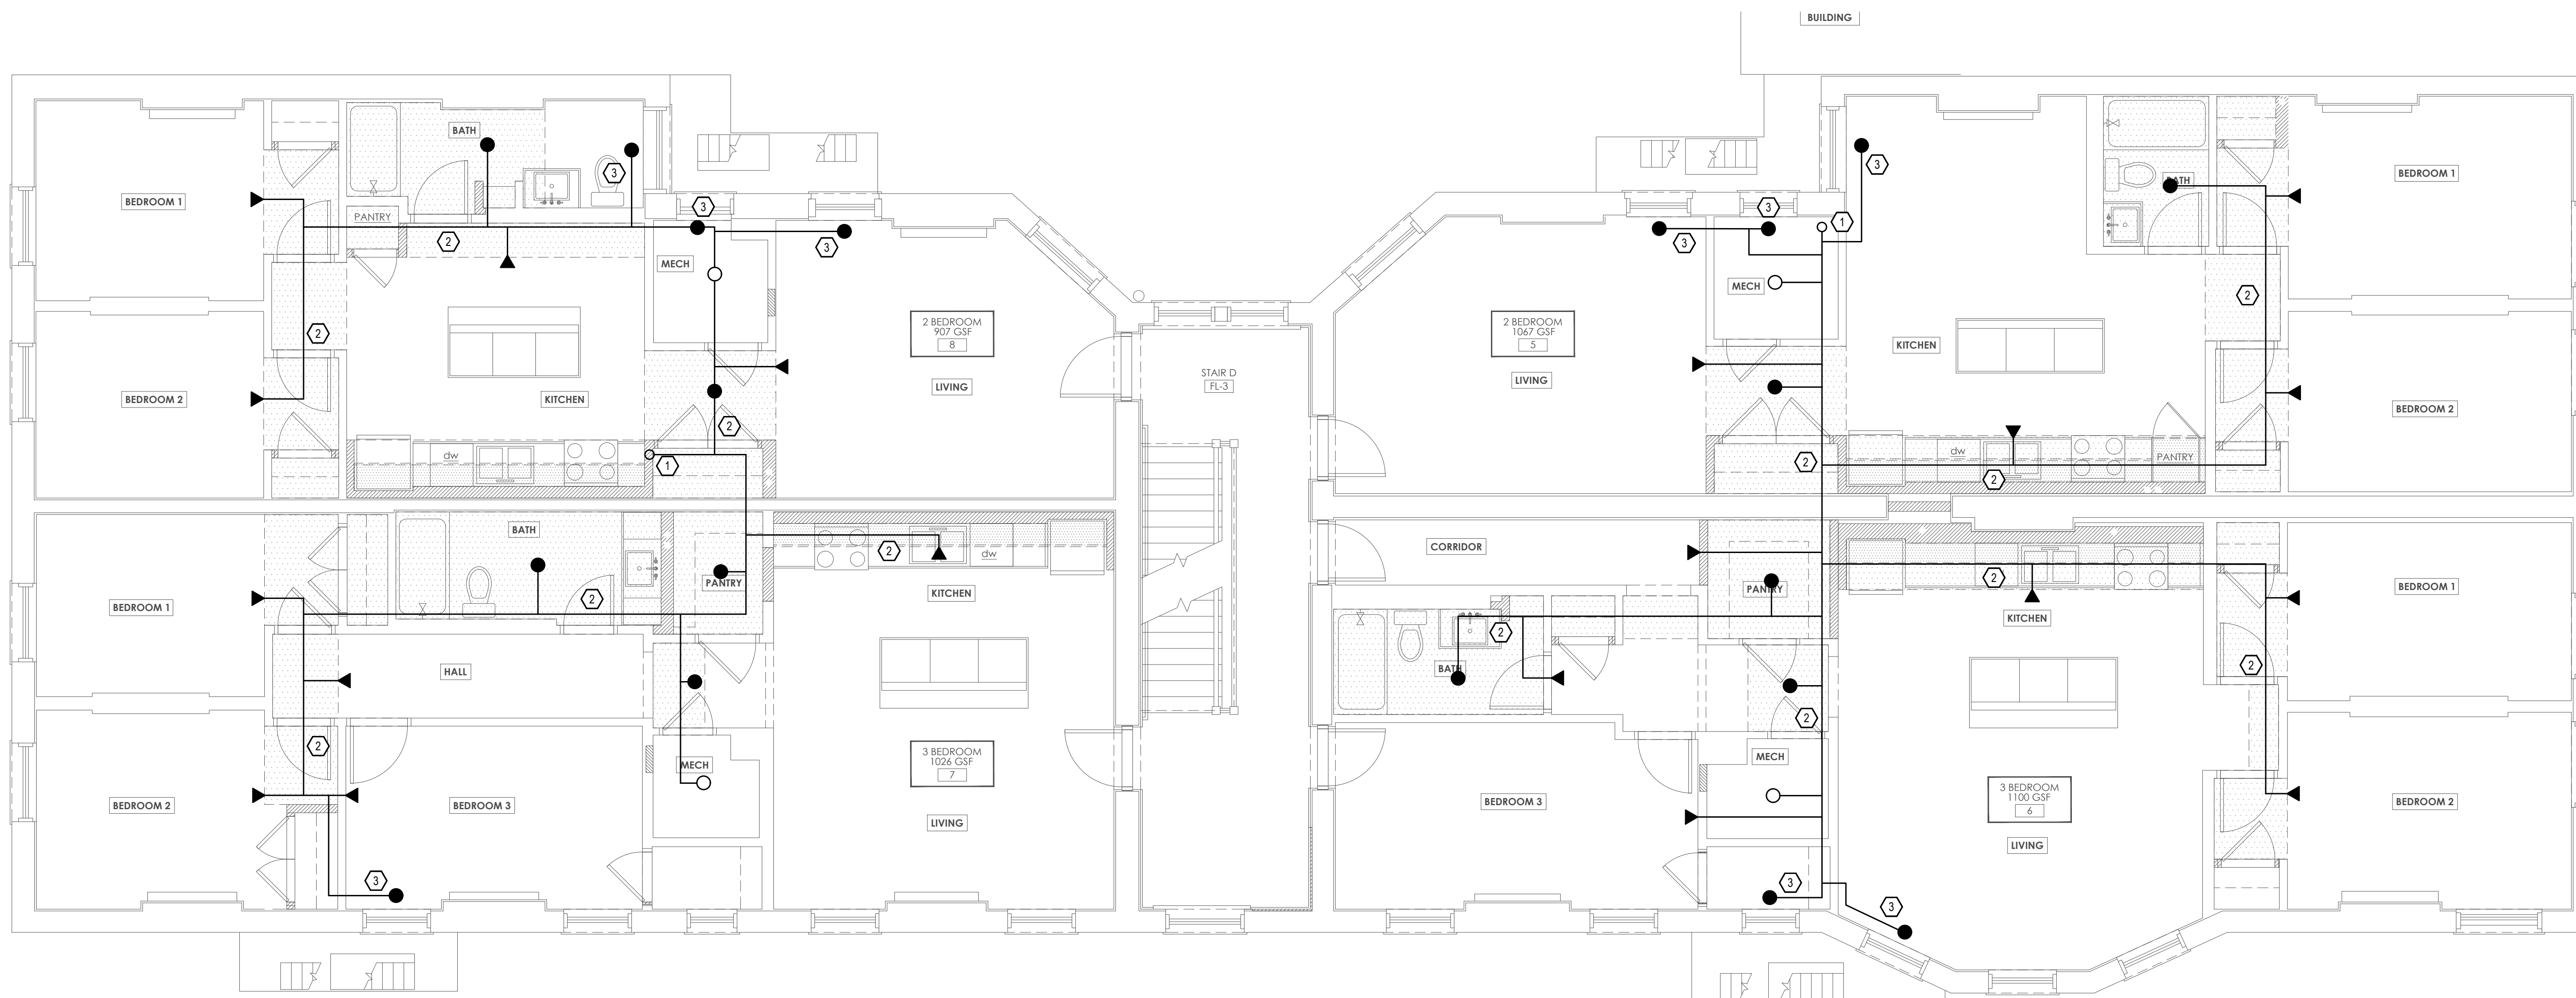 BUILDING
BATH
3
BEDROOM 1
3
3
PANTRY
2
3
MECH
2
2 BEDROOM
907 GSF
8
LIVING
BEDROOM 2
KITCHEN
2
dw
1
3
3
1
3
MECH
BATH
BEDROOM 1
2
2 BEDROOM
1067 GSF
5
KITCHEN
STAIR D
FL-3
LIVING
BEDROOM 2
2
dw
PANTRY
2
BATH
2
dw
KITCHEN
PANTRY
2
BEDROOM 1
HALL
2
BEDROOM 2
BEDROOM 3
MECH
3 BEDROOM
1026 GSF
7
LIVING
3
CORRIDOR
PANTRY
2
BATH
2
MECH
BEDROOM 3
3
3
2
KITCHEN
BEDROOM 1
2
3 BEDROOM
1100 GSF
6
LIVING
BEDROOM 2